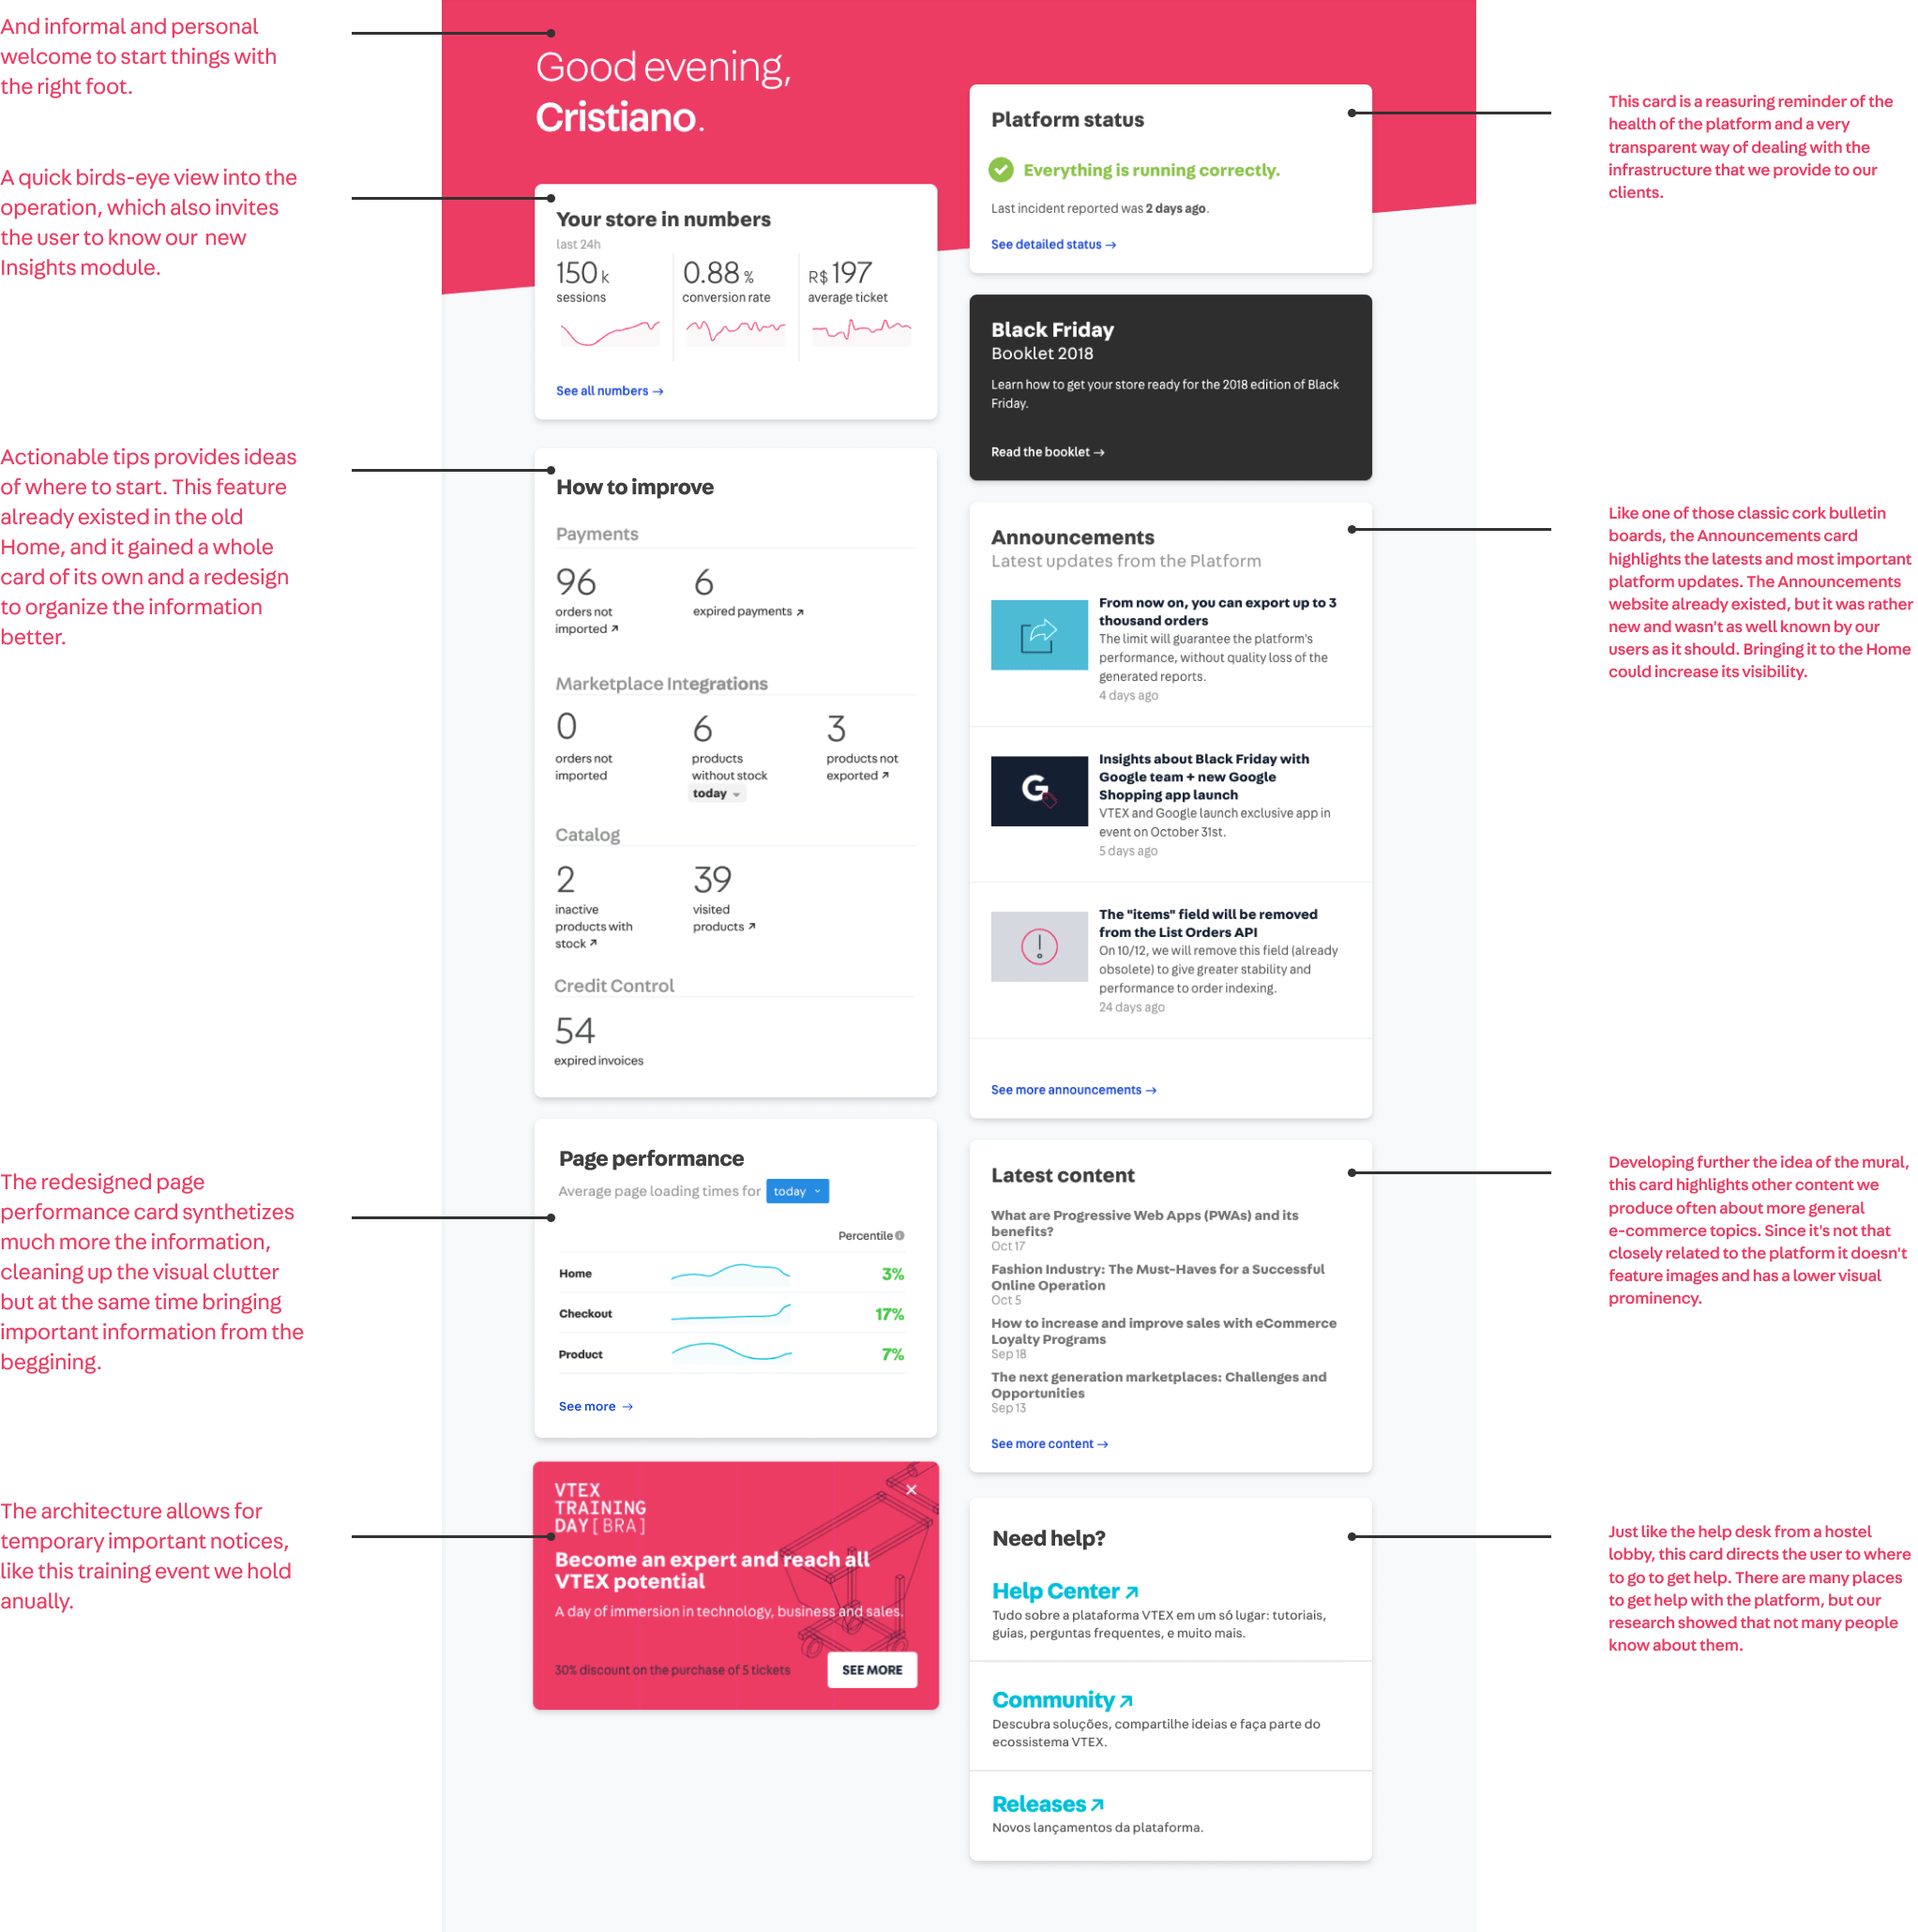 And informal and personal
welcome to start things with
the right foot.
A quick birds-eye view into the
operation, which also invites
the user to know our new
Insights module.
Actionable tips provides ideas
of where to start. This feature
already existed in the old
Home, and it gained a whole
card of its own and a redesign
to organize the information
better.
The redesigned page
performance card synthetizes
much more the information,
cleaning up the visual clutter
but at the same time bringing
important information from the
beggining.
The architecture allows for
temporary important notices,
like this training event we hold
anually.
Good evening,
Cristiano.
Your store in numbers
last 24h
150 k 0.88 % R$ 197
sessions conversion rate average ticket
See all numbers →
How to improve
Payments
96 6
orders not expired payments ↗
imported ↗
Marketplace Integrations
0 6 3
orders not products products not
imported without stock exported ↗
today
Catalog
2 39
inactive visited
products with products ↗
stock ↗
Credit Control
54
expired invoices
Page performance
Average page loading times for today
Percentile
Home 3%
Checkout 17%
Product 7%
See more →
VTEX
TRAINING
DAY[BRA]
Become an expert and reach all
VTEX potential
A day of immersion in technology, business and sales.
30% discount on the purchase of 5 tickets SEE MORE
Platform status
Everything is running correctly.
Last incident reported was 2 days ago.
See detailed status →
Black Friday
Booklet 2018
Learn how to get your store ready for the 2018 edition of Black
Friday.
Read the booklet →
Announcements
Latest updates from the Platform
From now on, you can export up to 3
thousand orders
The limit will guarantee the platform's
performance, without quality loss of the
generated reports.
4 days ago
G
Insights about Black Friday with
Google team + new Google
Shopping app launch
VTEX and Google launch exclusive app in
event on October 31st.
5 days ago
The "items" field will be removed
from the List Orders API
On 10/12, we will remove this field (already
obsolete) to give greater stability and
performance to order indexing.
24 days ago
See more announcements →
Latest content
What are Progressive Web Apps (PWAs) and its
benefits?
Oct 17
Fashion Industry: The Must-Haves for a Successful
Online Operation
Oct 5
How to increase and improve sales with eCommerce
Loyalty Programs
Sep 18
The next generation marketplaces: Challenges and
Opportunities
Sep 13
See more content →
Need help?
Help Center ↗
Tudo sobre a plataforma VTEX em um só lugar: tutoriais,
guias, perguntas frequentes, e muito mais.
Community ↗
Descubra soluções, compartilhe ideias e faça parte do
ecossistema VTEX.
Releases ↗
Novos lançamentos da plataforma.
This card is a reasuring reminder of the
health of the platform and a very
transparent way of dealing with the
infrastructure that we provide to our
clients.
Like one of those classic cork bulletin
boards, the Announcements card
highlights the latests and most important
platform updates. The Announcements
website already existed, but it was rather
new and wasn't as well known by our
users as it should. Bringing it to the Home
could increase its visibility.
Developing further the idea of the mural,
this card highlights other content we
produce often about more general
e-commerce topics. Since it's not that
closely related to the platform it doesn't
feature images and has a lower visual
prominency.
Just like the help desk from a hostel
lobby, this card directs the user to where
to go to get help. There are many places
to get help with the platform, but our
research showed that not many people
know about them.